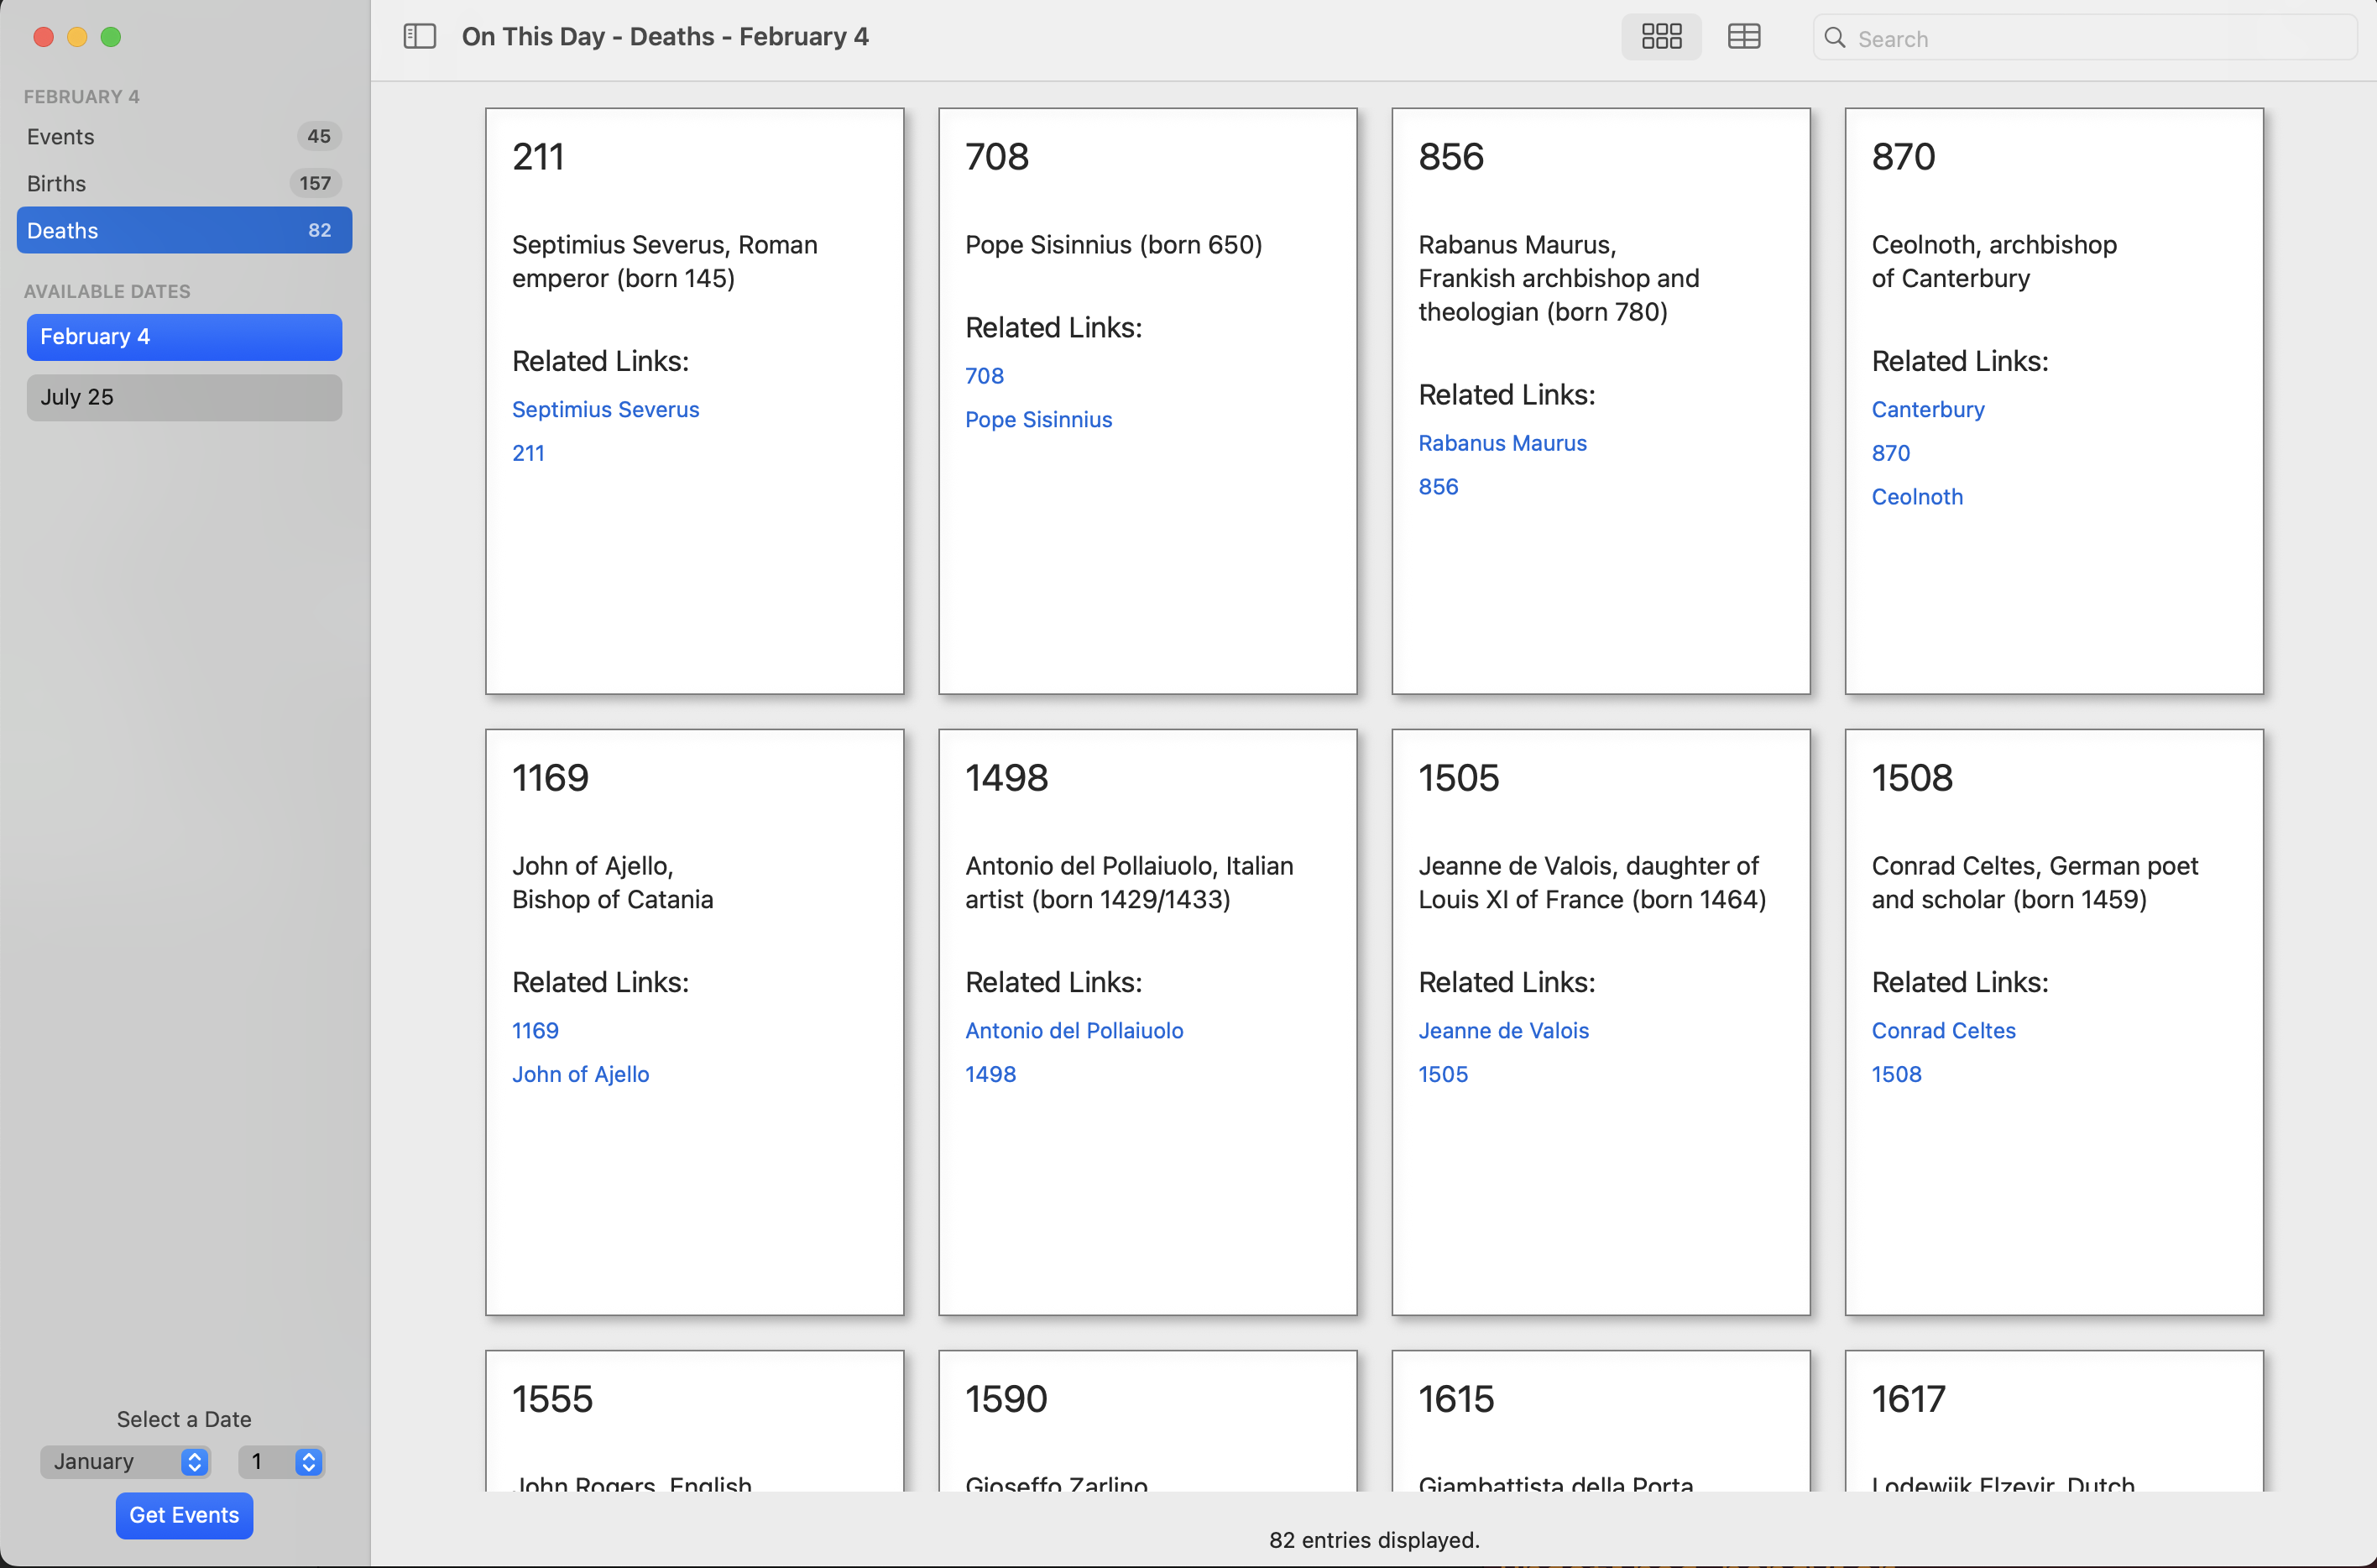 On This Day - Deaths - February 4
Search
FEBRUARY 4
Events 45
Births 157
Deaths 82
AVAILABLE DATES
February 4
July 25
Select a Date
January 1
Get Events
211
Septimius Severus, Roman
emperor (born 145)
Related Links:
Septimius Severus
211
708
Pope Sisinnius (born 650)
Related Links:
708
Pope Sisinnius
856
Rabanus Maurus,
Frankish archbishop and
theologian (born 780)
Related Links:
Rabanus Maurus
856
870
Ceolnoth, archbishop
of Canterbury
Related Links:
Canterbury
870
Ceolnoth
1169
John of Ajello,
Bishop of Catania
Related Links:
1169
John of Ajello
1498
Antonio del Pollaiuolo, Italian
artist (born 1429/1433)
Related Links:
Antonio del Pollaiuolo
1498
1505
Jeanne de Valois, daughter of
Louis XI of France (born 1464)
Related Links:
Jeanne de Valois
1505
1508
Conrad Celtes, German poet
and scholar (born 1459)
Related Links:
Conrad Celtes
1508
1555
John Rogers, English
1590
Gioseffo Zarlino
1615
Giambattista della Porta
1617
Lodewijk Elzevir, Dutch
82 entries displayed.